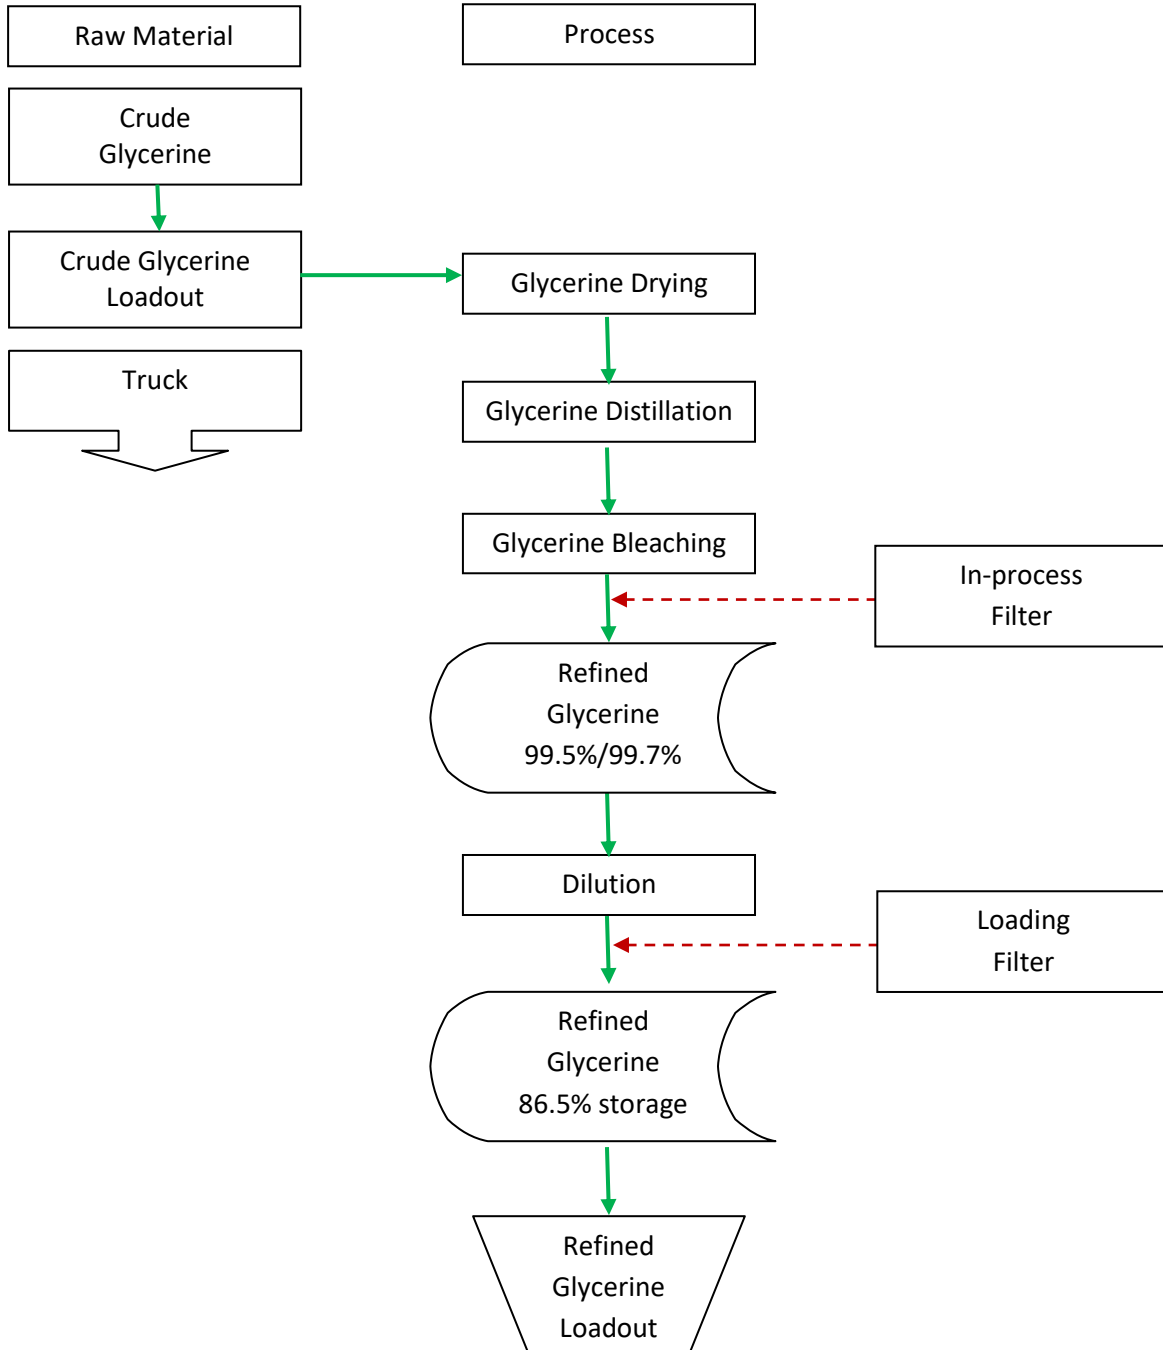 Raw Material
Process
Crude
Glycerine
Crude Glycerine
Loadout
Glycerine Drying
Truck
Glycerine Distillation
Glycerine Bleaching
In-process
Filter
Refined
Glycerine
99.5%/99.7%
Dilution
Loading
Filter
Refined
Glycerine
86.5% storage
Refined
Glycerine
Loadout